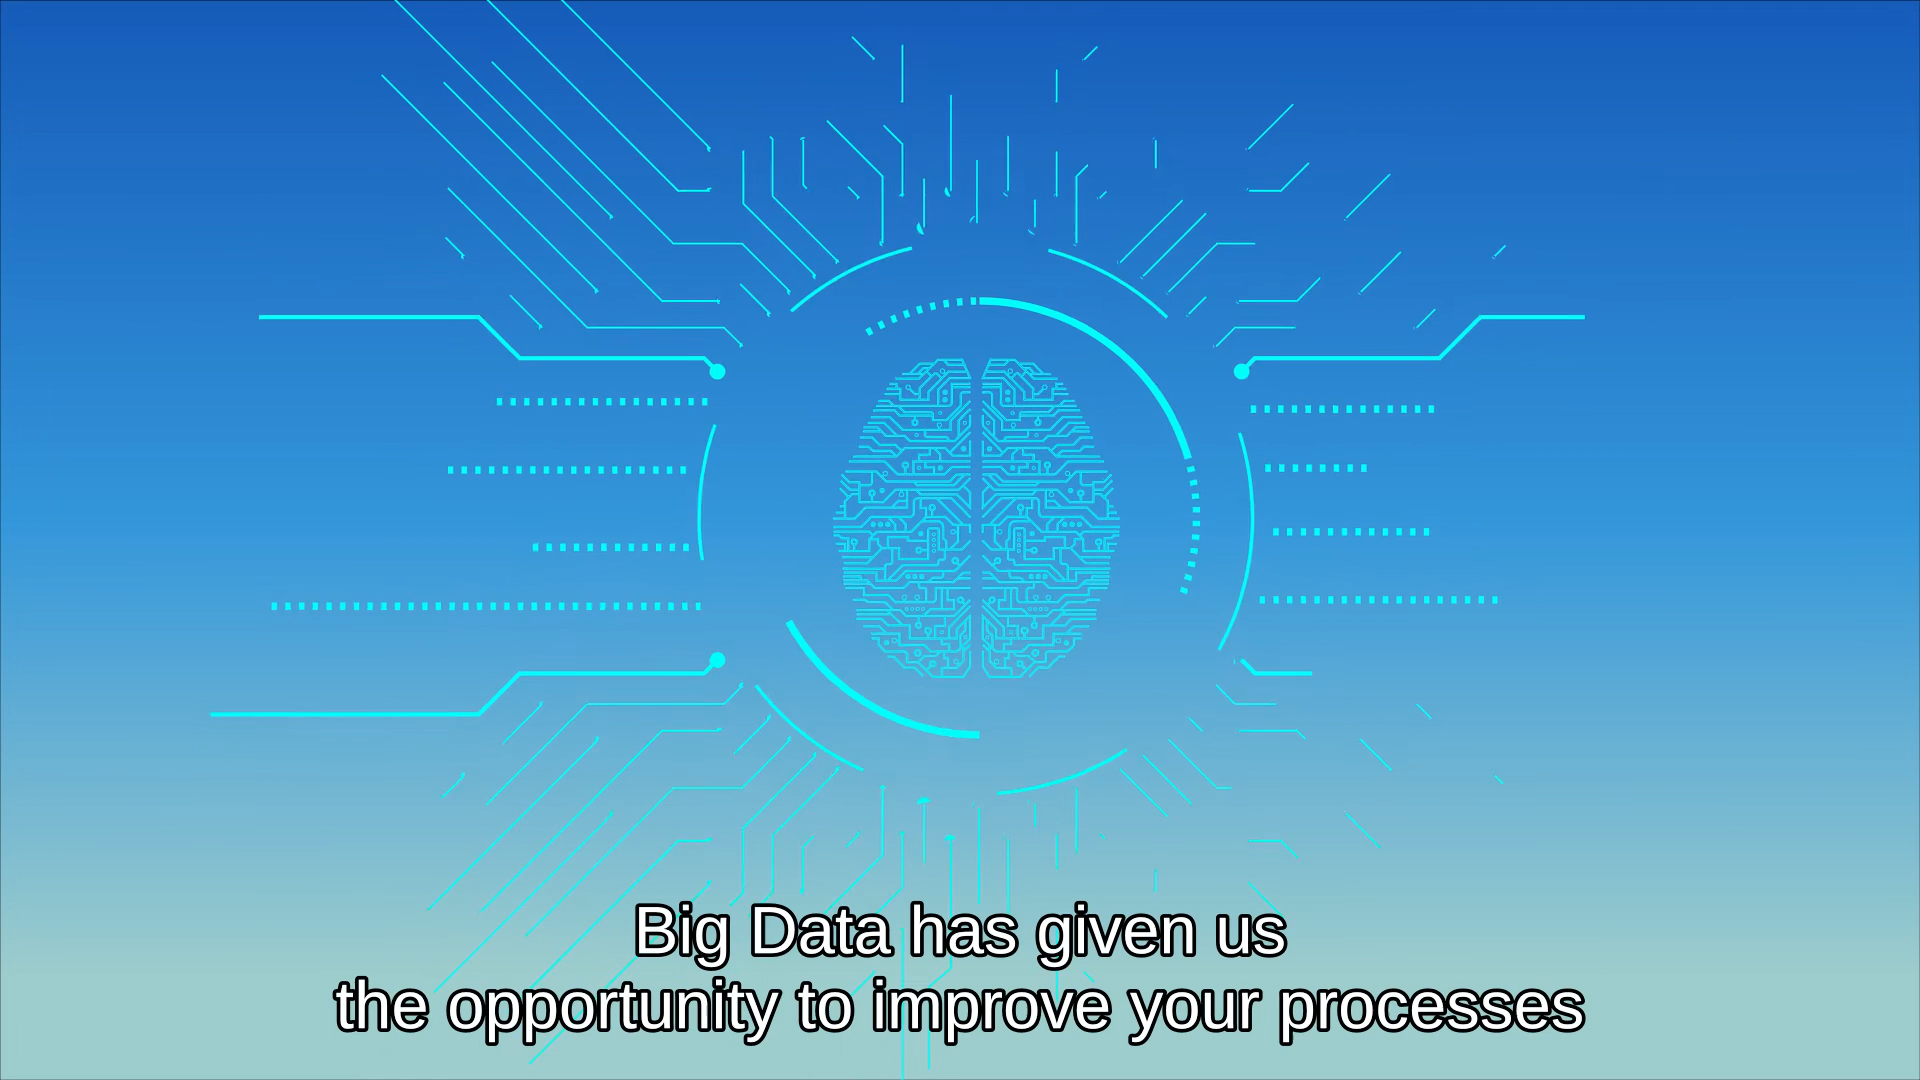 Big Data has given us
the opportunity to improve your processes